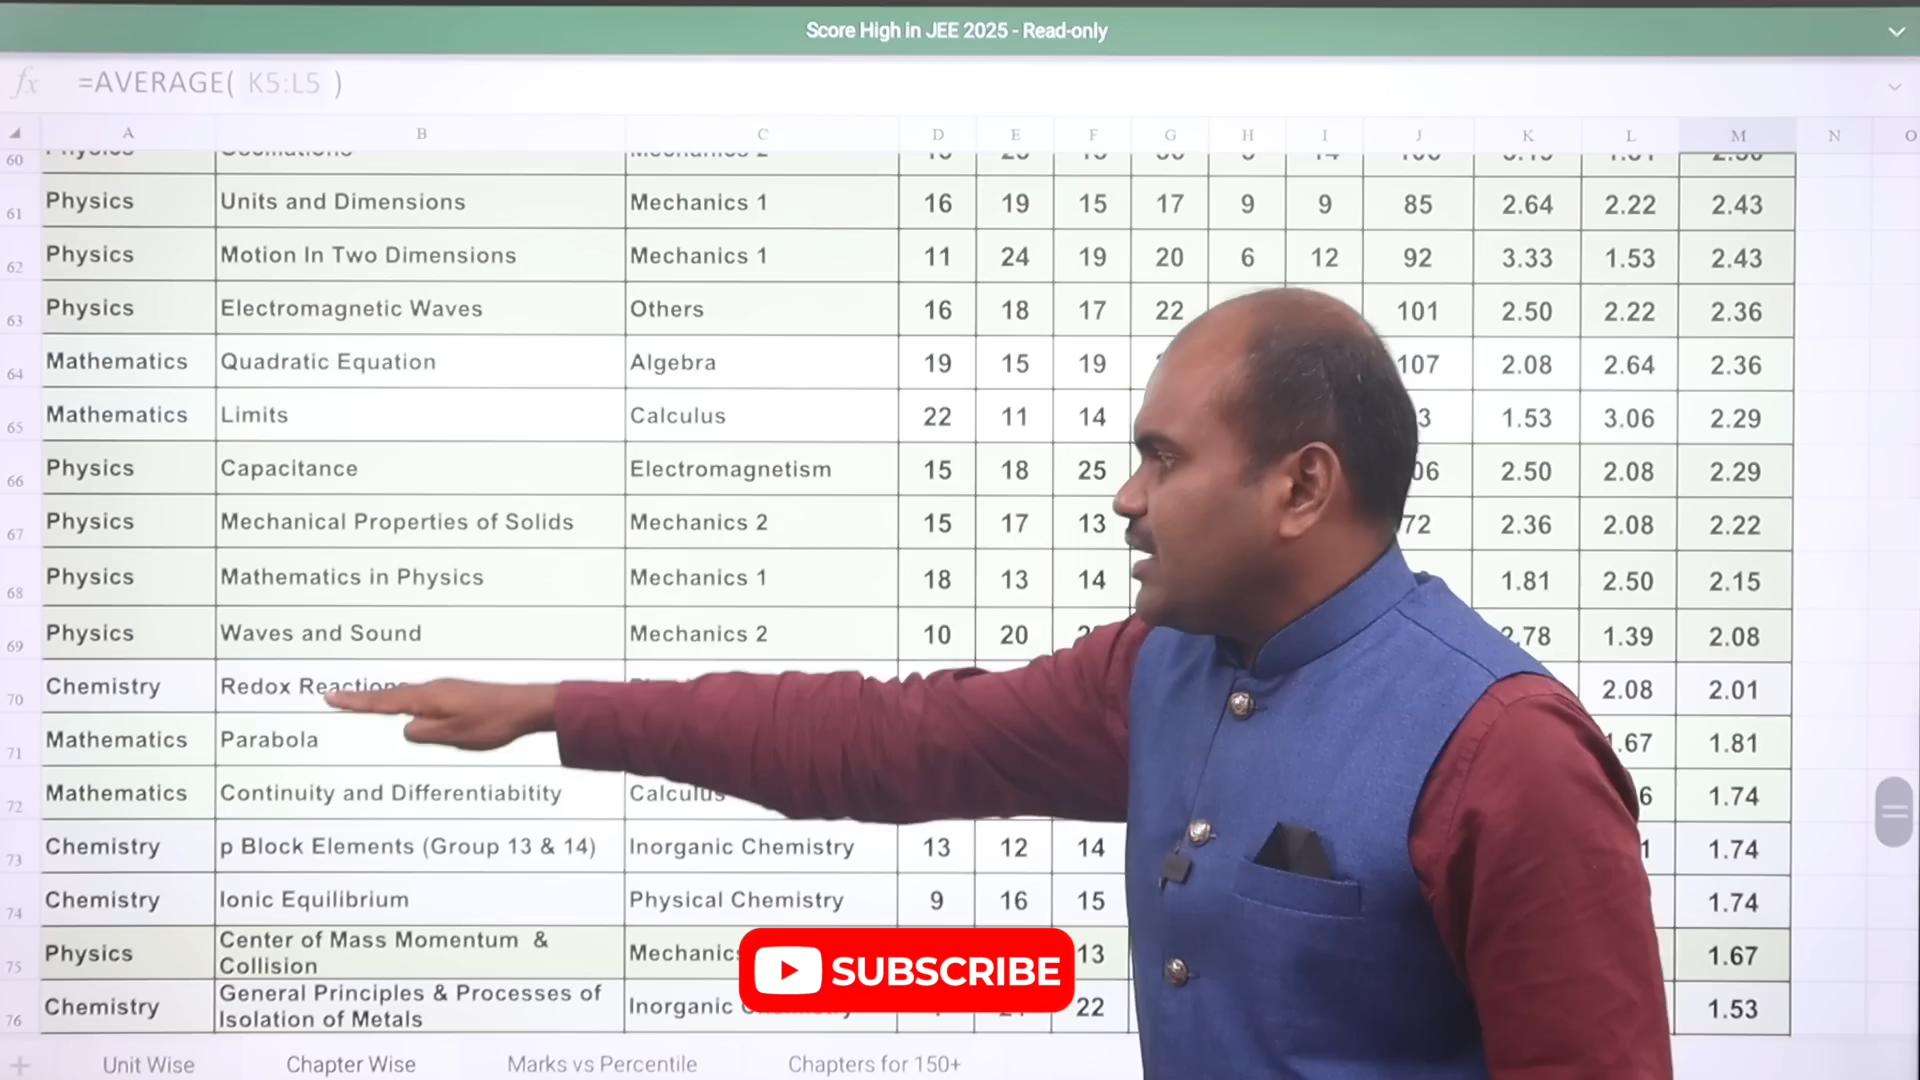 Score High in JEE 2025 - Read-only
fx =AVERAGE( K5:L5 )
A B C D E F G H I J K L M N O
60
61 Physics Units and Dimensions Mechanics 1 16 19 15 17 9 9 85 2.64 2.22 2.43
62 Physics Motion In Two Dimensions Mechanics 1 11 24 19 20 6 12 92 3.33 1.53 2.43
63 Physics Electromagnetic Waves Others 16 18 17 22 101 2.50 2.22 2.36
64 Mathematics Quadratic Equation Algebra 19 15 19 107 2.08 2.64 2.36
65 Mathematics Limits Calculus 22 11 14 3 1.53 3.06 2.29
66 Physics Capacitance Electromagnetism 15 18 25 06 2.50 2.08 2.29
67 Physics Mechanical Properties of Solids Mechanics 2 15 17 13 72 2.36 2.08 2.22
68 Physics Mathematics in Physics Mechanics 1 18 13 14 1.81 2.50 2.15
69 Physics Waves and Sound Mechanics 2 10 20 2.78 1.39 2.08
70 Chemistry Redox Reactions 2.08 2.01
71 Mathematics Parabola .67 1.81
72 Mathematics Continuity and Differentiabitity Calculus 6 1.74
73 Chemistry p Block Elements (Group 13 & 14) Inorganic Chemistry 13 12 14 1 1.74
74 Chemistry Ionic Equilibrium Physical Chemistry 9 16 15 1.74
75 Physics Center of Mass Momentum &
Collision Mechanics 13 1.67
76 Chemistry General Principles & Processes of
Isolation of Metals Inorganic 22 1.53
SUBSCRIBE
+ Unit Wise Chapter Wise Marks vs Percentile Chapters for 150+